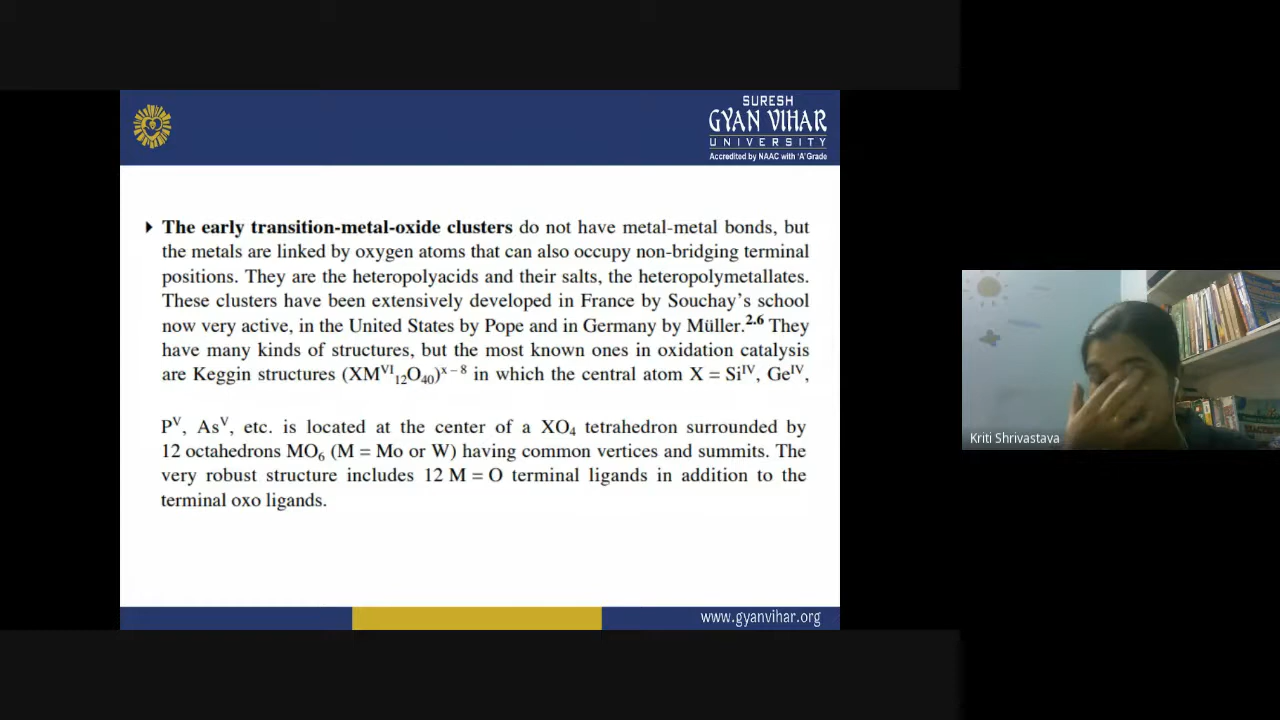 SURESH
GYAN VIHAR
UNIVERSITY
Accredited by NAAC with 'A' Grade
The early transition-metal-oxide clusters do not have metal-metal bonds, but
the metals are linked by oxygen atoms that can also occupy non-bridging terminal
positions. They are the heteropolyacids and their salts, the heteropolymetallates.
These clusters have been extensively developed in France by Souchay's school
now very active, in the United States by Pope and in Germany by Müller.²·⁶ They
have many kinds of structures, but the most known ones in oxidation catalysis
are Keggin structures (XMⱽᴵ₁₂O₄₀)ˣ⁻⁸ in which the central atom X = Siᴵⱽ, Geᴵⱽ,
Pⱽ, Asⱽ, etc. is located at the center of a XO₄ tetrahedron surrounded by
12 octahedrons MO₆ (M = Mo or W) having common vertices and summits. The
very robust structure includes 12 M = O terminal ligands in addition to the
terminal oxo ligands.
www.gyanvihar.org
Kriti Shrivastava